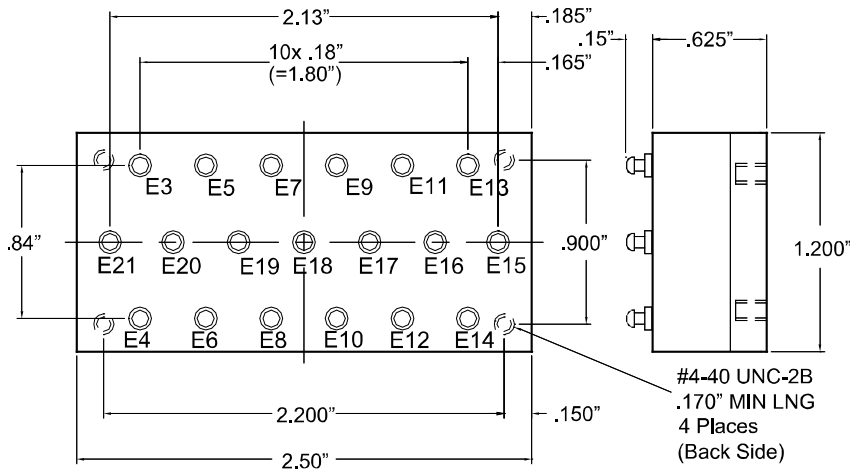 2.13”
.185”
.15”
.625”
10x .18”
(=1.80”)
.165”
E3 E5 E7 E9 E11 E13
.84”
.900”
1.200”
E21 E20 E19 E18 E17 E16 E15
E4 E6 E8 E10 E12 E14
#4-40 UNC-2B
.170” MIN LNG
4 Places
(Back Side)
2.200”
.150”
2.50”